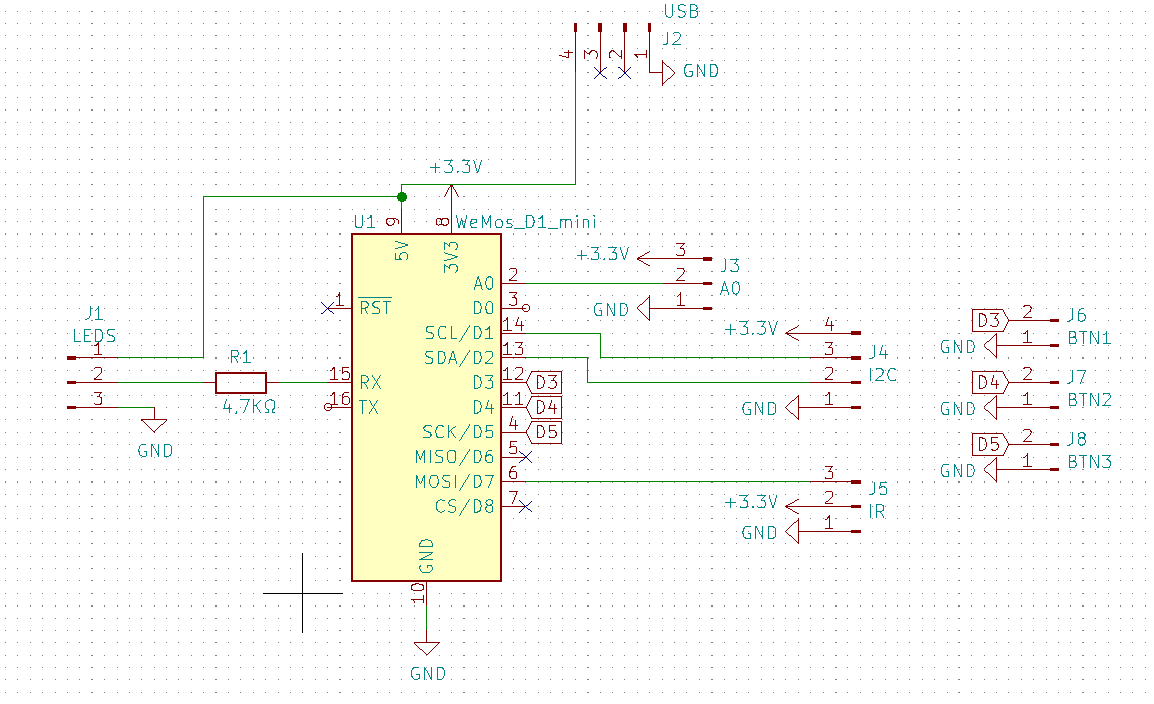 USB
J2
4
3
2
1
GND
+3.3V
U1
9
8
WeMos_D1_mini
5V
3V3
+3.3V
3
J3
A0
2
GND
1
1
RST
A0
2
D0
3
SCL/D1
14
SDA/D2
13
15
RX
D3
12
D3
16
TX
D4
11
D4
SCK/D5
4
D5
MISO/D6
5
MOSI/D7
6
CS/D8
7
GND
10
GND
J1
LEDS
1
2
3
GND
R1
4,7KΩ
+3.3V
4
3
J4
2
I2C
GND
1
3
J5
+3.3V
2
IR
GND
1
D3
2
J6
GND
1
BTN1
D4
2
J7
GND
1
BTN2
D5
2
J8
GND
1
BTN3